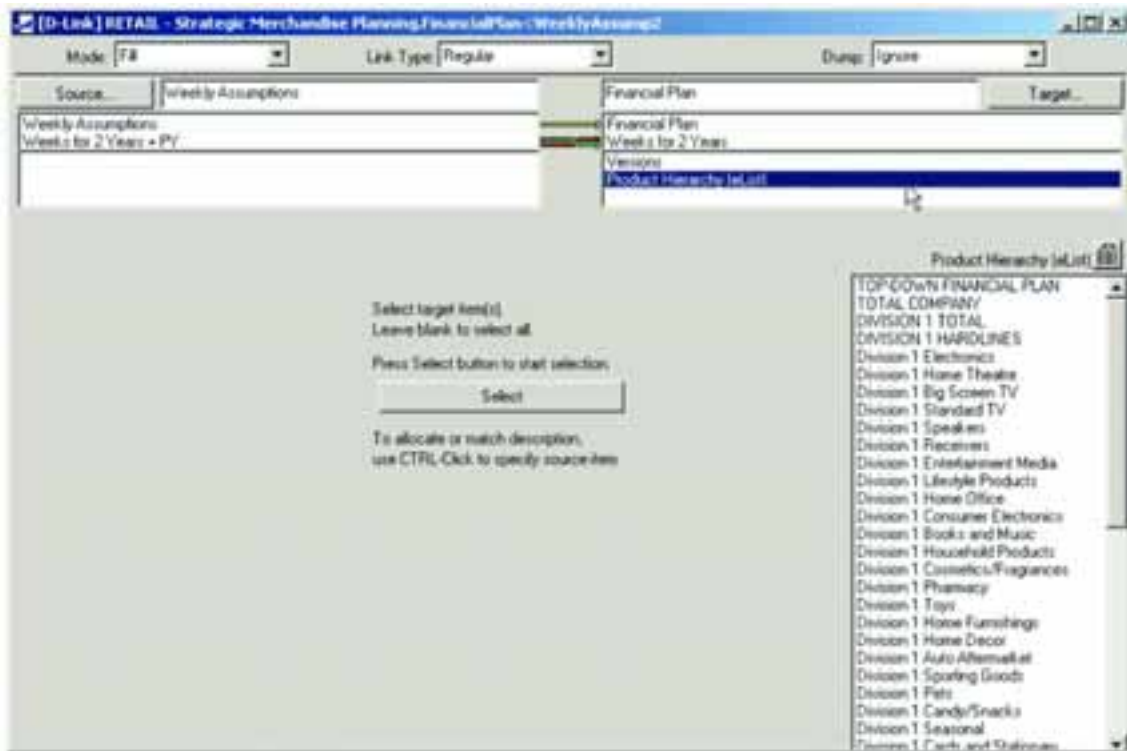 [D-Link] RETAIL - Strategic Merchandise Planning.FinancialPlan<WeeklyAssump2
Mode: Fill Link Type: Regular Dump: Ignore
Source... Weekly Assumptions Financial Plan Target...
Weekly Assumptions Financial Plan
Weeks for 2 Years + PY Weeks for 2 Years
Versions
Product Hierarchy (eList)
Product Hierarchy (eList)
Select target item(s).
Leave blank to select all.
Press Select button to start selection.
Select
To allocate or match description,
use CTRL-Click to specify source item
TOP-DOWN FINANCIAL PLAN
TOTAL COMPANY
DIVISION 1 TOTAL
DIVISION 1 HARDLINES
Division 1 Electronics
Division 1 Home Theatre
Division 1 Big Screen TV
Division 1 Standard TV
Division 1 Speakers
Division 1 Receivers
Division 1 Entertainment Media
Division 1 Lifestyle Products
Division 1 Home Office
Division 1 Consumer Electronics
Division 1 Books and Music
Division 1 Household Products
Division 1 Cosmetics/Fragrances
Division 1 Pharmacy
Division 1 Toys
Division 1 Home Furnishings
Division 1 Home Decor
Division 1 Auto Aftermarket
Division 1 Sporting Goods
Division 1 Pets
Division 1 Candy/Snacks
Division 1 Seasonal
Division 1 Cards and Stationary